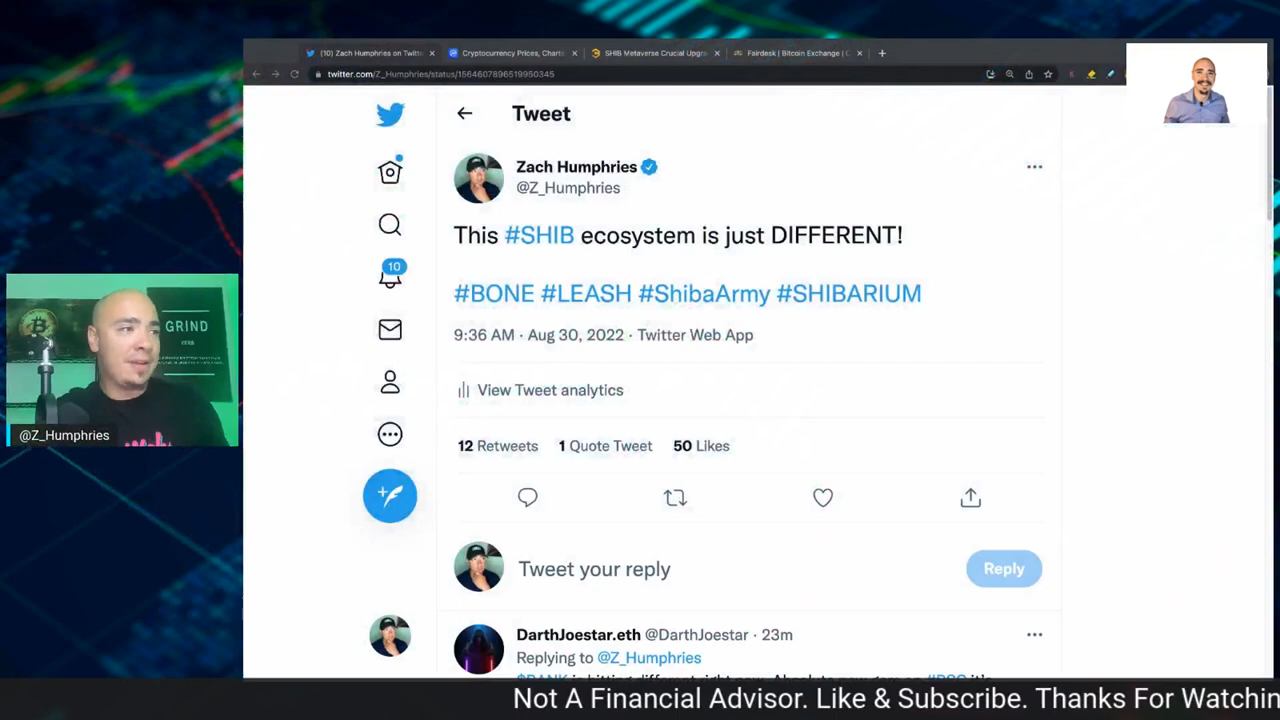 (10) Zach Humphries on Twitt
Cryptocurrency Prices, Charts
SHIB Metaverse Crucial Upgr
Fairdesk | Bitcoin Exchange |
twitter.com/Z_Humphries/status/1564607896519950345
Tweet
Zach Humphries
@Z_Humphries
This #SHIB ecosystem is just DIFFERENT!
#BONE #LEASH #ShibaArmy #SHIBARIUM
9:36 AM · Aug 30, 2022 · Twitter Web App
View Tweet analytics
12 Retweets 1 Quote Tweet 50 Likes
10
GRIND
@Z_Humphries
Tweet your reply
Reply
DarthJoestar.eth @DarthJoestar · 23m
Replying to @Z_Humphries
Not A Financial Advisor. Like & Subscribe. Thanks For Watchin